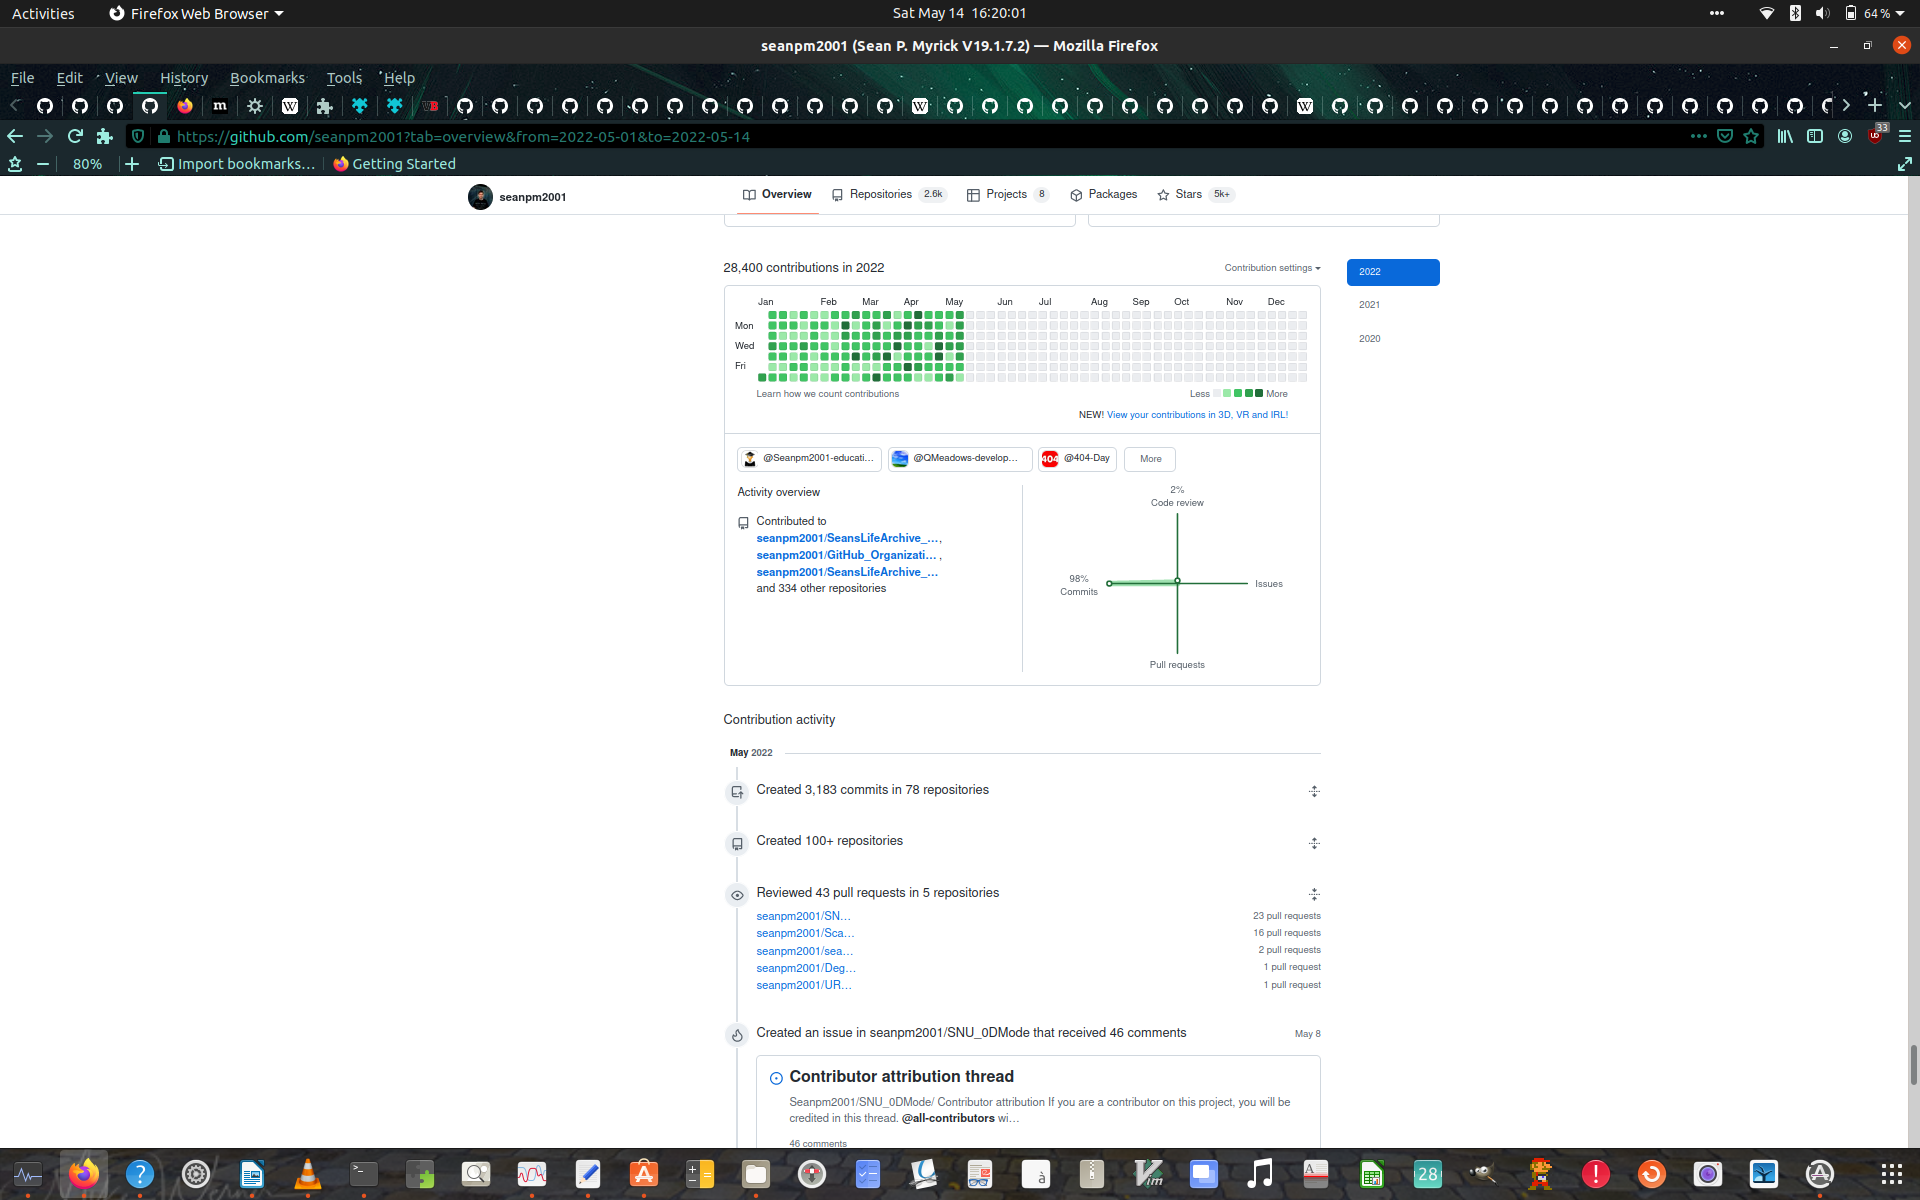 Activities
Firefox Web Browser
Sat May 14 16:20:01
64 %
seanpm2001 (Sean P. Myrick V19.1.7.2) — Mozilla Firefox
File Edit View History Bookmarks Tools Help
https://github.com/seanpm2001?tab=overview&from=2022-05-01&to=2022-05-14
33
80%
Import bookmarks...
Getting Started
seanpm2001
Overview
Repositories 2.6k
Projects 8
Packages
Stars 5k+
28,400 contributions in 2022
Contribution settings
2022
2021
2020
Jan Feb Mar Apr May Jun Jul Aug Sep Oct Nov Dec
Mon
Wed
Fri
Learn how we count contributions
Less More
NEW! View your contributions in 3D, VR and IRL!
@Seanpm2001-educati...
@QMeadows-develop...
404 @404-Day
More
Activity overview
Contributed to
seanpm2001/SeansLifeArchive_... ,
seanpm2001/GitHub_Organizati... ,
seanpm2001/SeansLifeArchive_...
and 334 other repositories
2%
Code review
98%
Commits
Issues
Pull requests
Contribution activity
May 2022
Created 3,183 commits in 78 repositories
Created 100+ repositories
Reviewed 43 pull requests in 5 repositories
seanpm2001/SN... 23 pull requests
seanpm2001/Sca... 16 pull requests
seanpm2001/sea... 2 pull requests
seanpm2001/Deg... 1 pull request
seanpm2001/UR... 1 pull request
Created an issue in seanpm2001/SNU_0DMode that received 46 comments
May 8
Contributor attribution thread
Seanpm2001/SNU_0DMode/ Contributor attribution If you are a contributor on this project, you will be
credited in this thread. @all-contributors wi...
46 comments
28